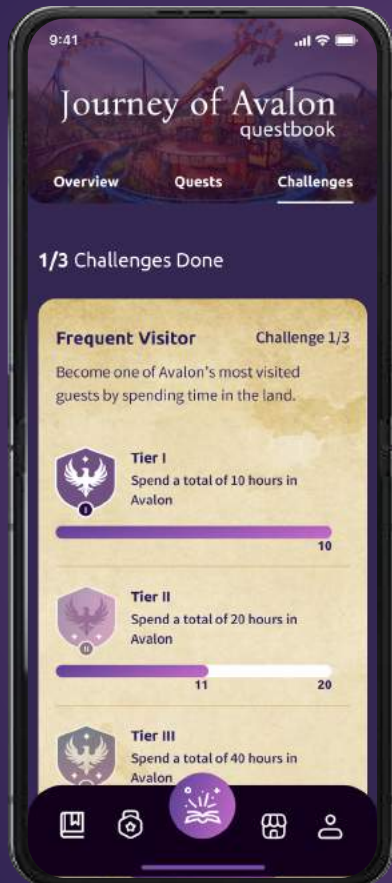 9:41
Journey of Avalon
questbook
Overview Quests Challenges
1/3 Challenges Done
Frequent Visitor Challenge 1/3
Become one of Avalon's most visited
guests by spending time in the land.
Tier I
Spend a total of 10 hours in
Avalon
I
10
Tier II
Spend a total of 20 hours in
Avalon
II
11 20
Tier III
Spend a total of 40 hours in
Avalon